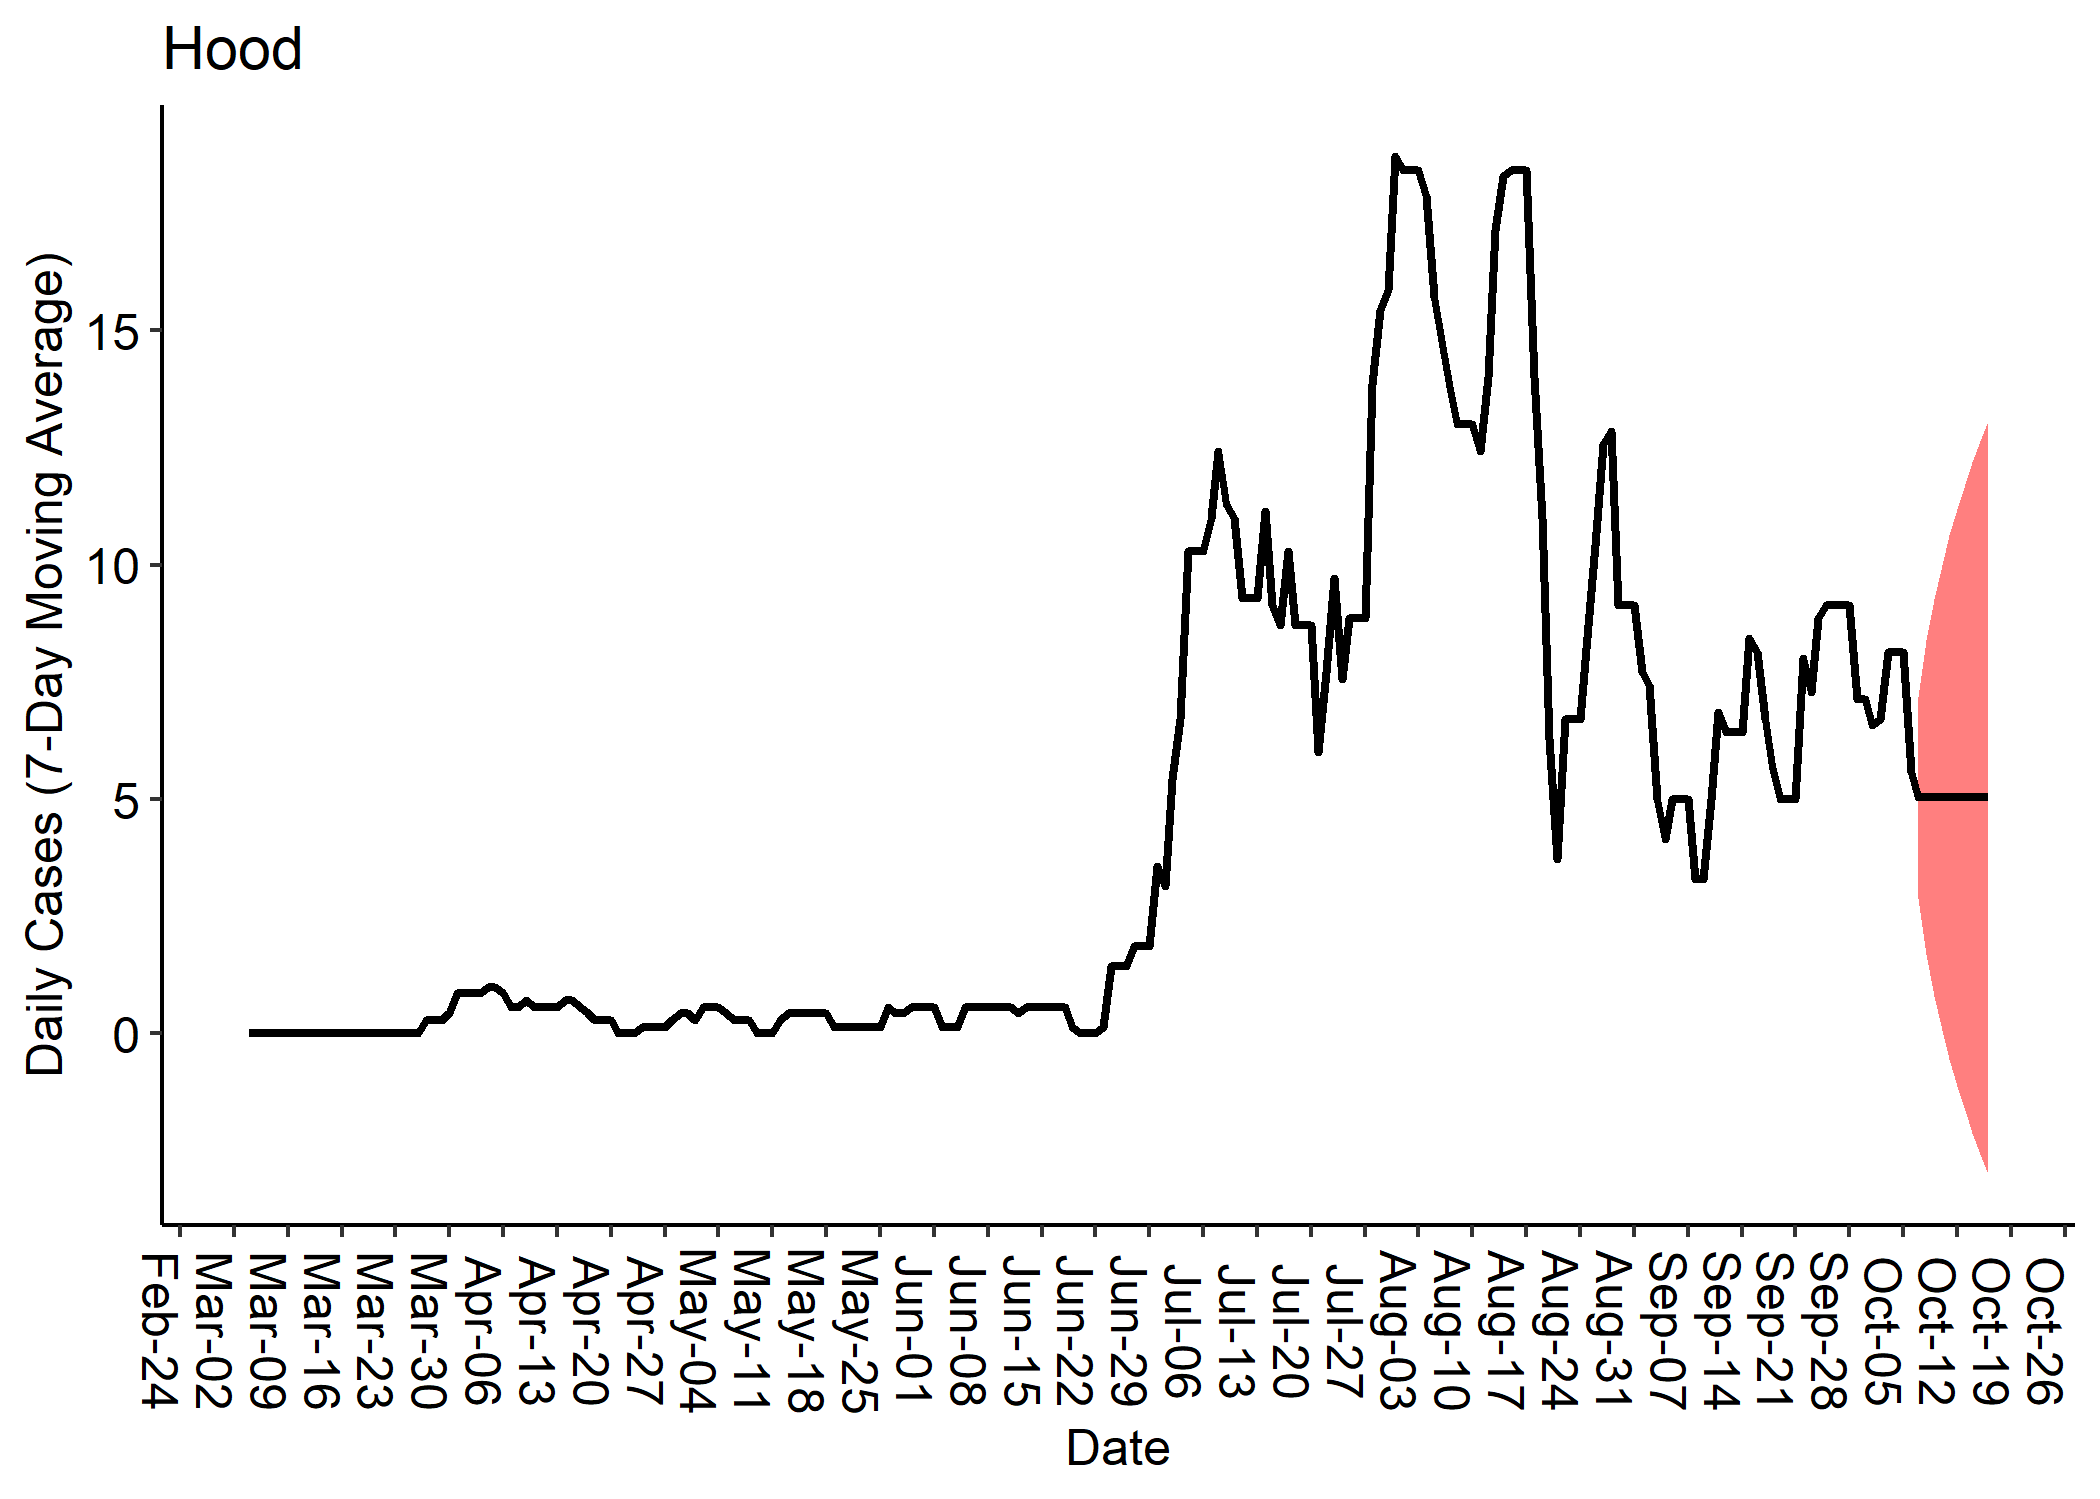 Hood
Daily Cases (7-Day Moving Average)
15
10
5
0
Feb-24
Mar-02
Mar-09
Mar-16
Mar-23
Mar-30
Apr-06
Apr-13
Apr-20
Apr-27
May-04
May-11
May-18
May-25
Jun-01
Jun-08
Jun-15
Jun-22
Jun-29
Jul-06
Jul-13
Jul-20
Jul-27
Aug-03
Aug-10
Aug-17
Aug-24
Aug-31
Sep-07
Sep-14
Sep-21
Sep-28
Oct-05
Oct-12
Oct-19
Oct-26
Date